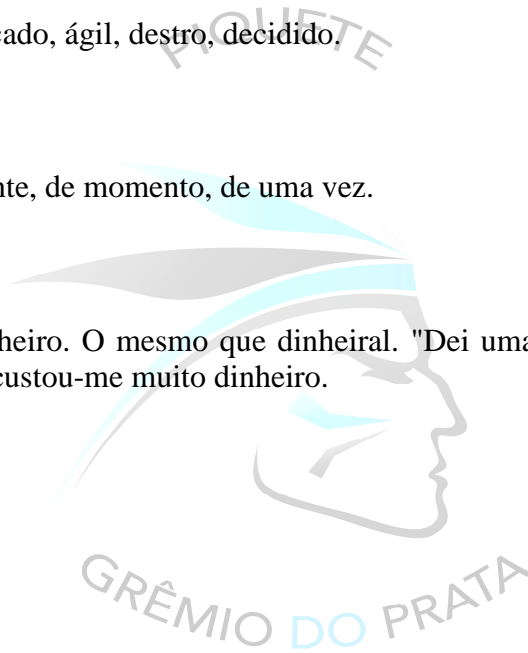 PIQUETE
cado, ágil, destro, decidido.
nte, de momento, de uma vez.
heiro. O mesmo que dinheiral. "Dei uma
custou-me muito dinheiro.
GRÊMIO DO PRATA